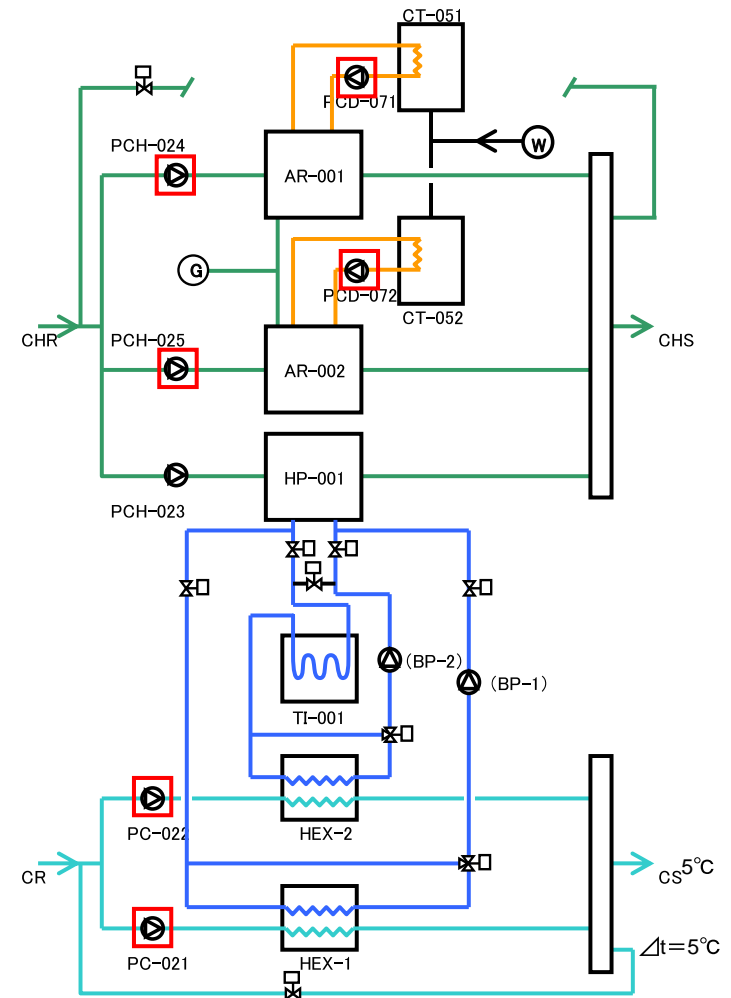 CT-051
PCD-071
PCH-024
AR-001
W
G
PCD-072
CT-052
CHR
PCH-025
CHS
AR-002
HP-001
PCH-023
(BP-2)
(BP-1)
TI-001
PC-022
HEX-2
CR
CS 5℃
PC-021
HEX-1
⊿t=5℃